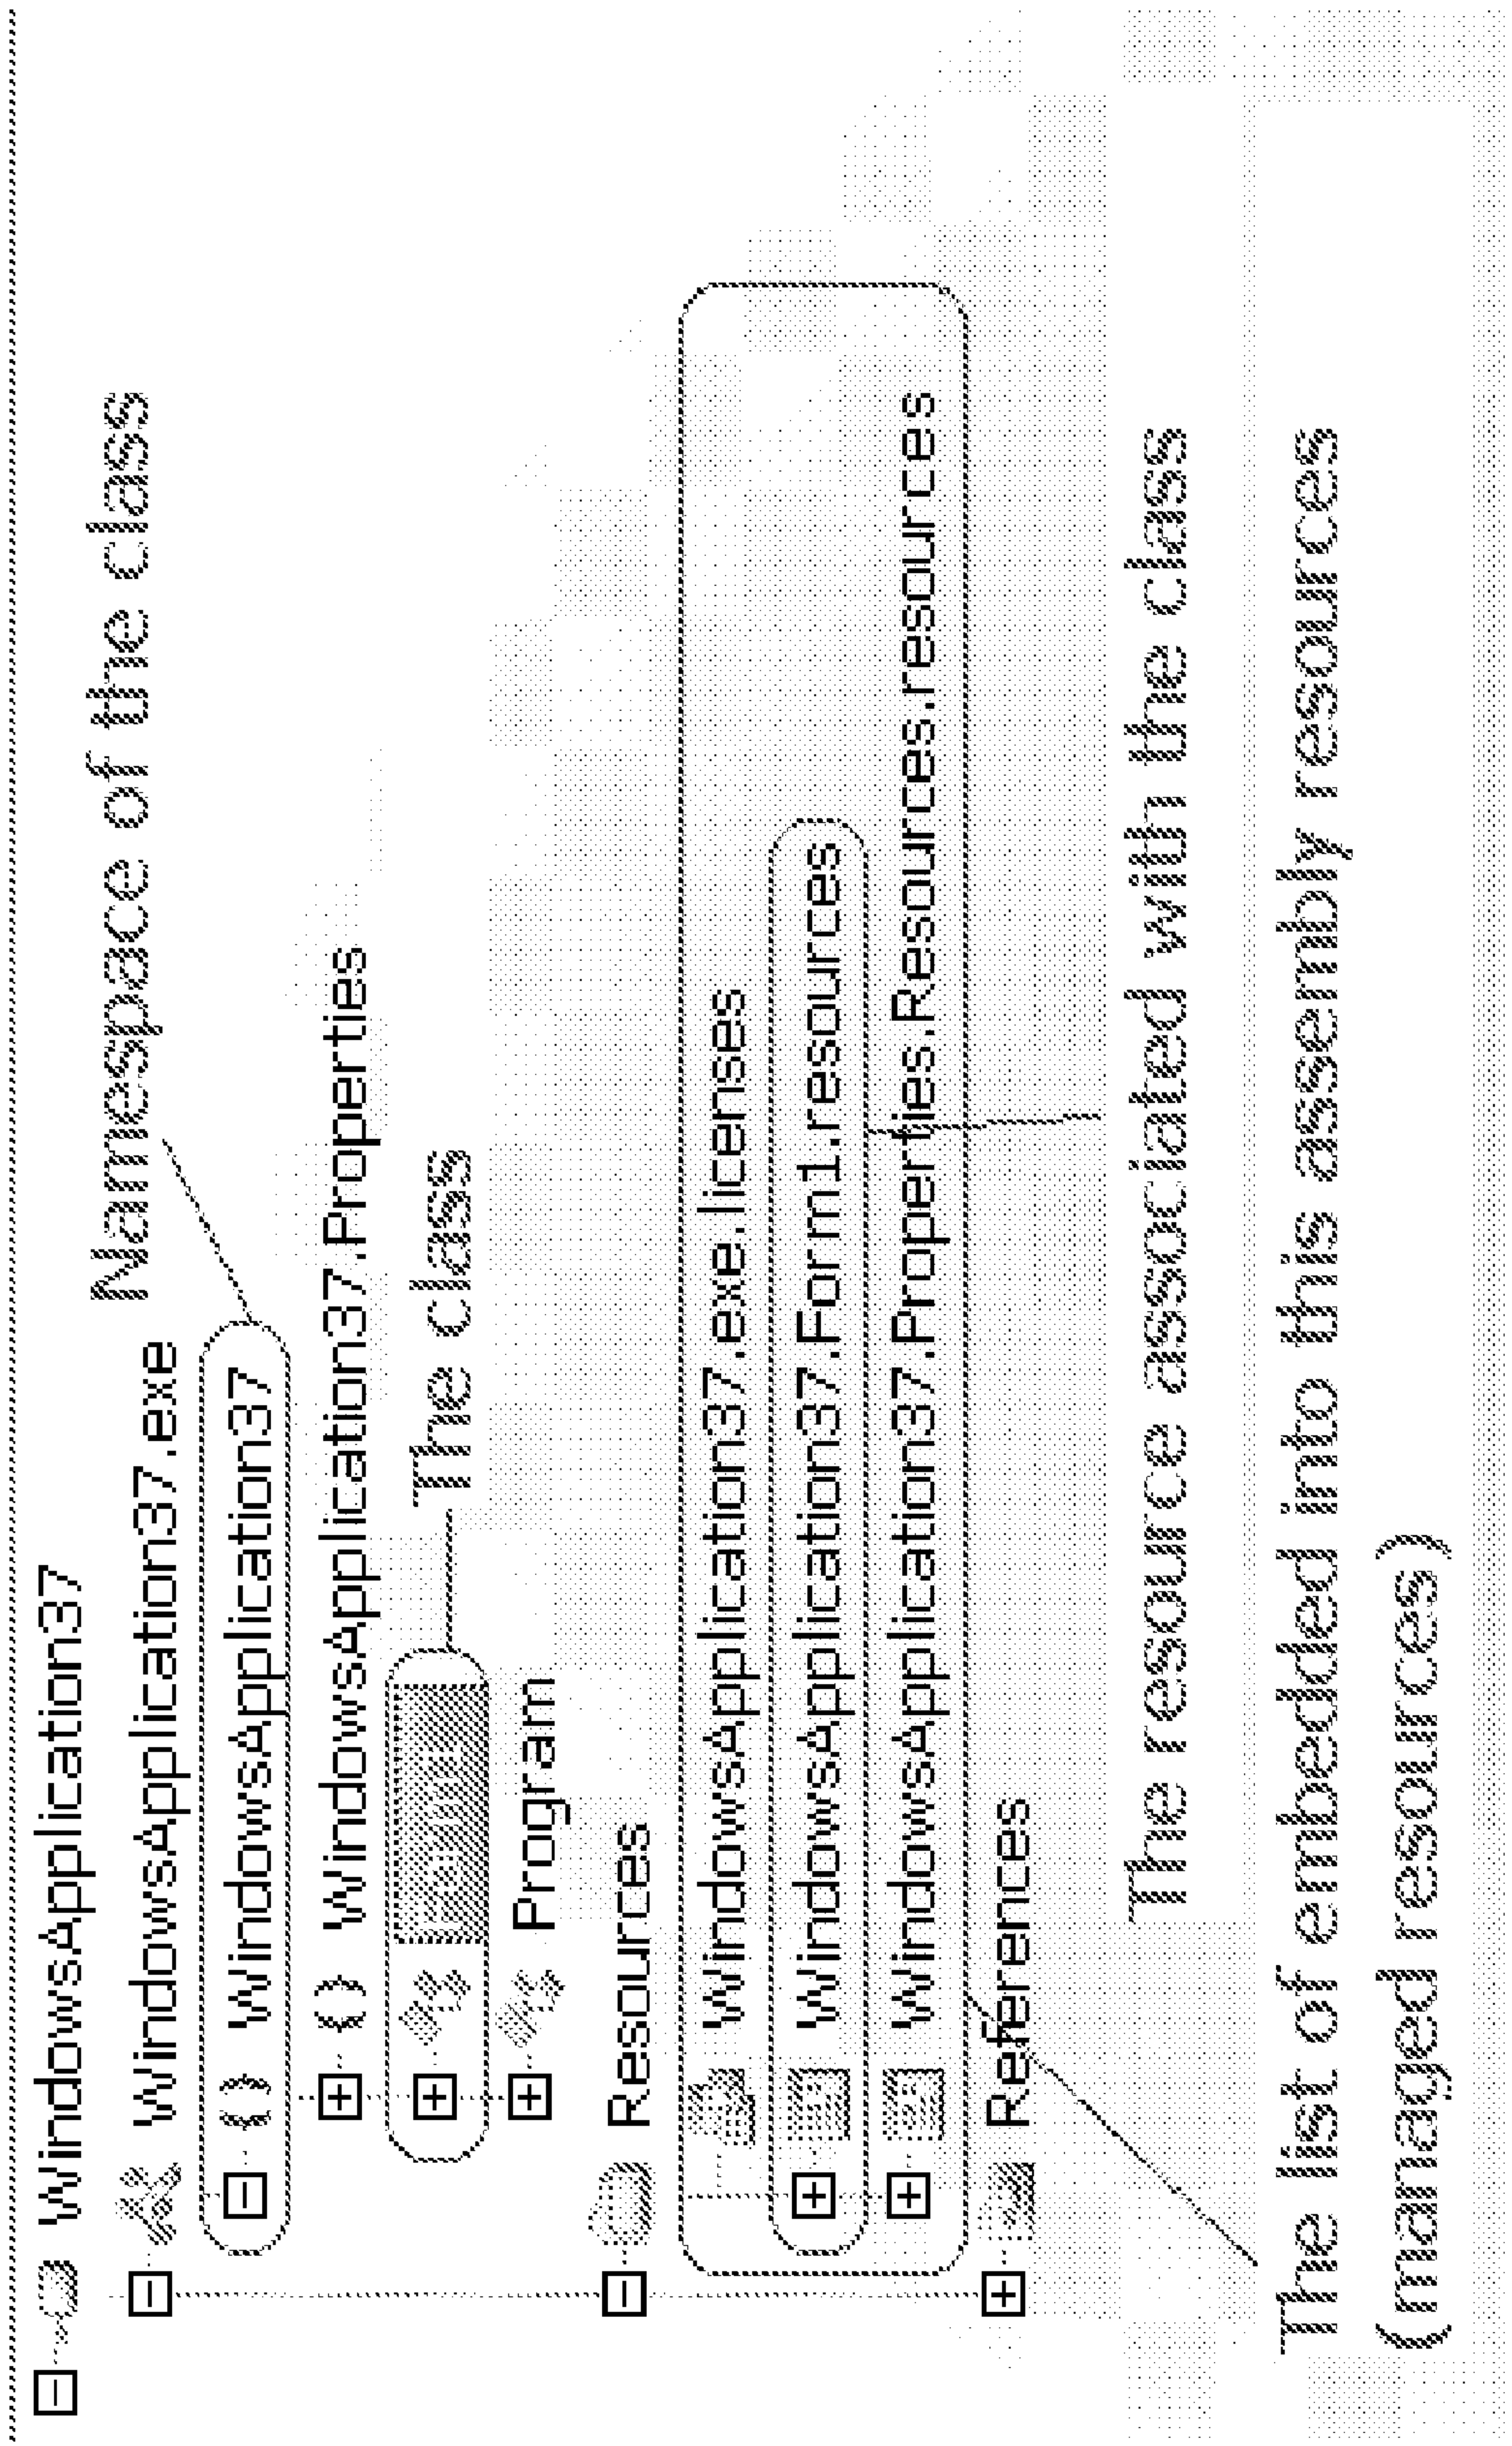 WindowsApplication37
WindowsApplication37.exe
Namespace of the class
{} WindowsApplication37
{} WindowsApplication37.Properties
The class
Program
Resources
WindowsApplication37.exe.licenses
WindowsApplication37.Form1.resources
WindowsApplication37.Properties.Resources.resources
References
The resource associated with the class
The list of embedded into this assembly resources
(managed resources)